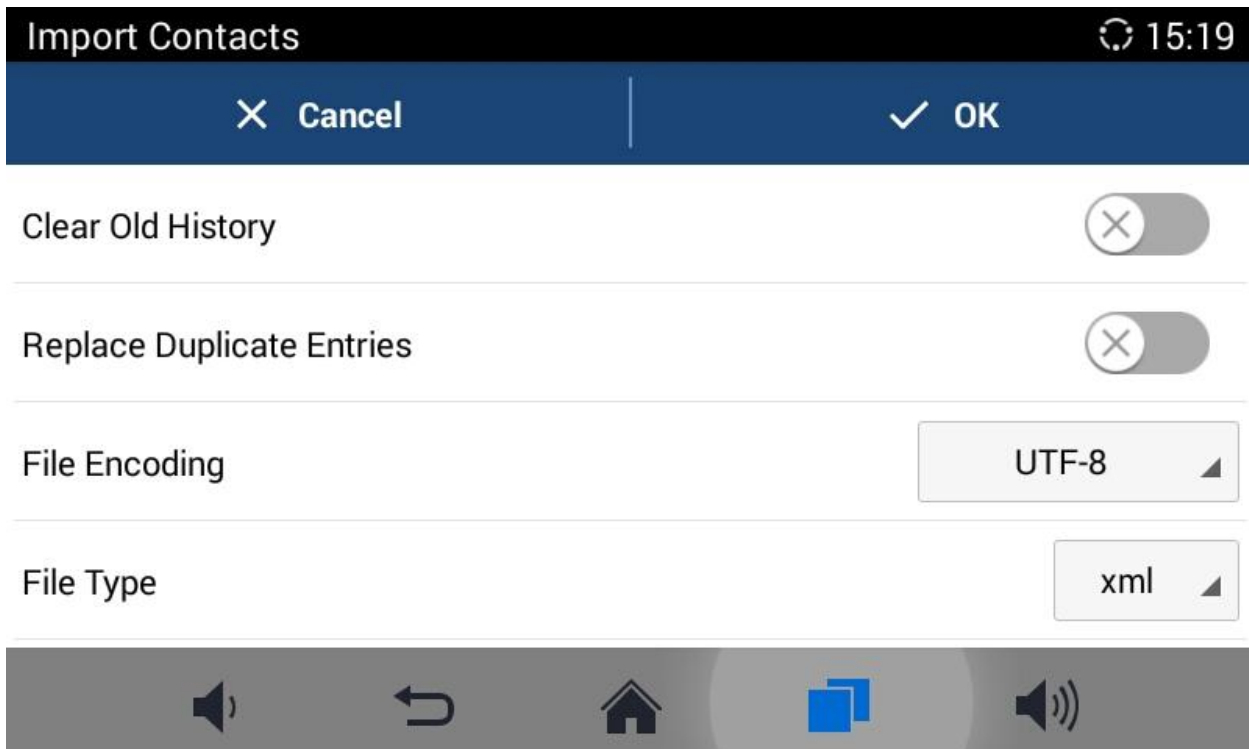 Import Contacts 15:19
Cancel OK
Clear Old History
Replace Duplicate Entries
File Encoding UTF-8
File Type xml